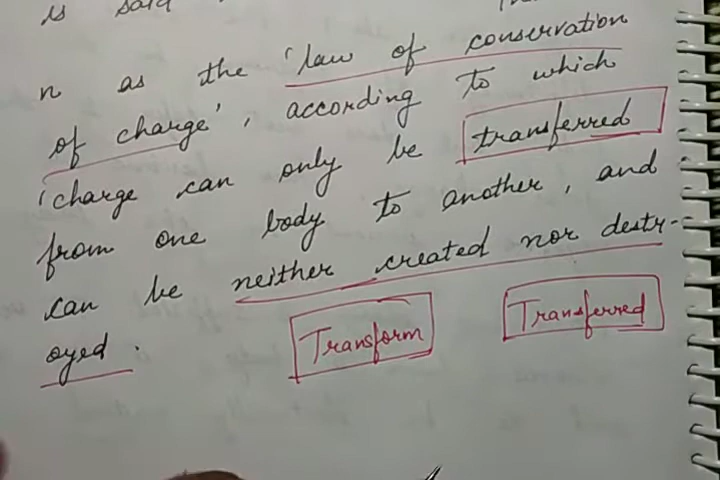 is said
n as the 'law of conservation
of charge', according to which
'charge can only be transferred
from one body to another, and
can be neither created nor destr-
oyed.
Transform Transferred